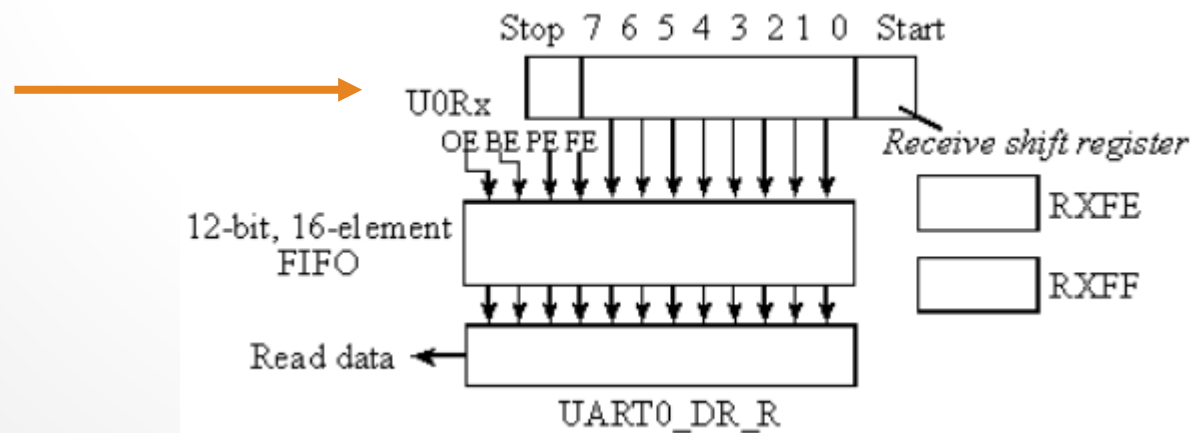 Stop 7 6 5 4 3 2 1 0 Start
U0Rx
OE BE PE FE
Receive shift register
12-bit, 16-element
FIFO
RXFE
RXFF
Read data
UART0_DR_R